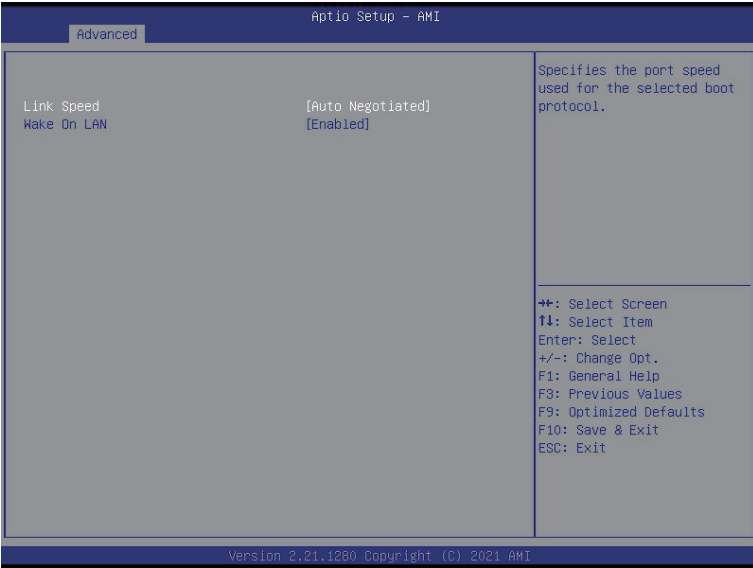 Aptio Setup – AMI
Advanced
Link Speed [Auto Negotiated]
Wake On LAN [Enabled]
Specifies the port speed
used for the selected boot
protocol.
→←: Select Screen
↑↓: Select Item
Enter: Select
+/-: Change Opt.
F1: General Help
F3: Previous Values
F9: Optimized Defaults
F10: Save & Exit
ESC: Exit
Version 2.21.1280 Copyright (C) 2021 AMI